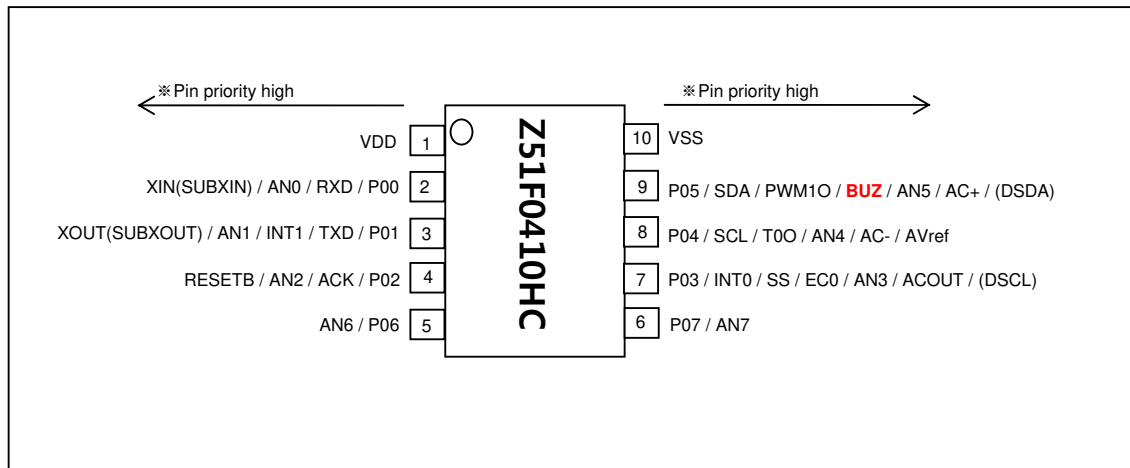 ※Pin priority high
※Pin priority high
Z51F0410HC
VDD 1
XIN(SUBXIN) / AN0 / RXD / P00 2
XOUT(SUBXOUT) / AN1 / INT1 / TXD / P01 3
RESETB / AN2 / ACK / P02 4
AN6 / P06 5
10 VSS
9 P05 / SDA / PWM1O / BUZ / AN5 / AC+ / (DSDA)
8 P04 / SCL / T0O / AN4 / AC- / AVref
7 P03 / INT0 / SS / EC0 / AN3 / ACOUT / (DSCL)
6 P07 / AN7